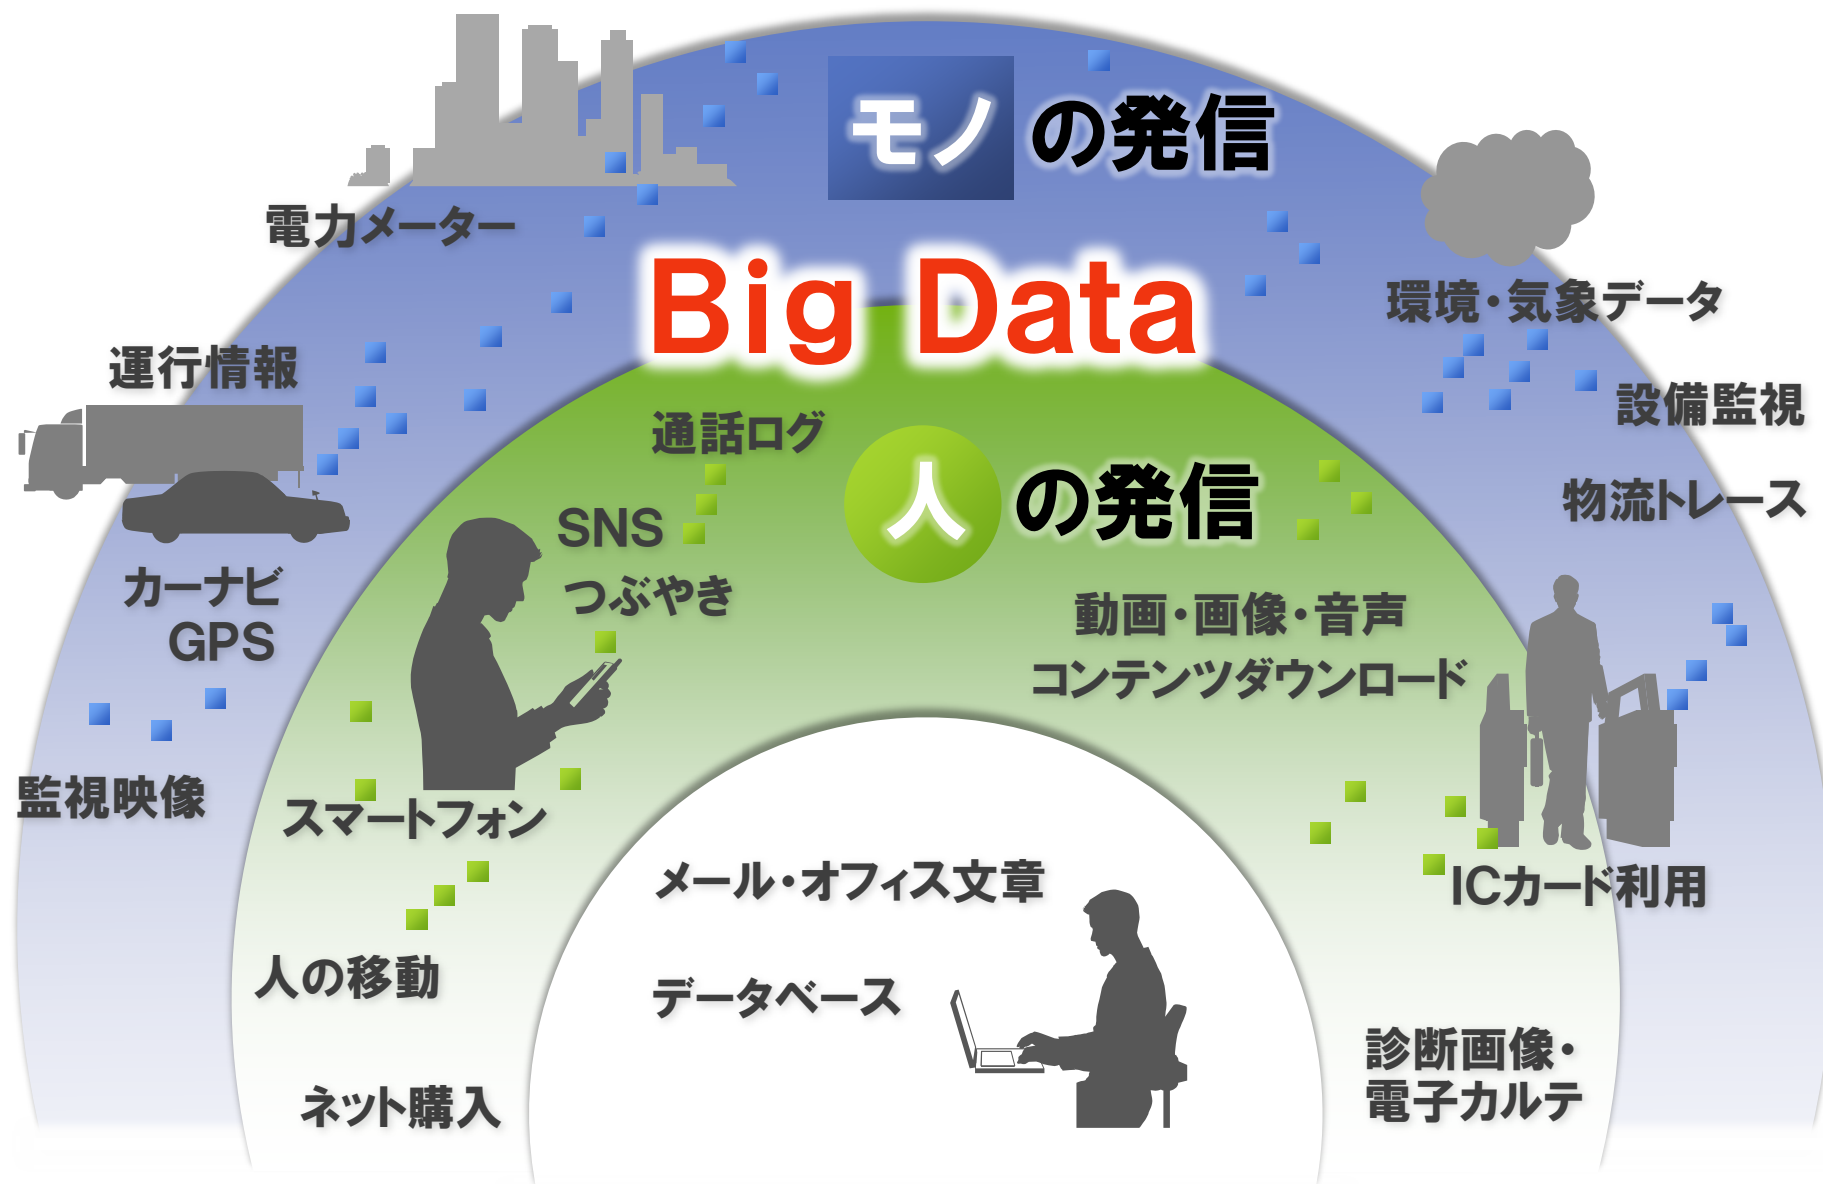 モノの発信
電力メーター
Big Data
環境・気象データ
運行情報
設備監視
通話ログ
人の発信
物流トレース
SNS
つぶやき
カーナビ
GPS
動画・画像・音声
コンテンツダウンロード
監視映像
スマートフォン
メール・オフィス文章
ICカード利用
人の移動
データベース
診断画像・
電子カルテ
ネット購入